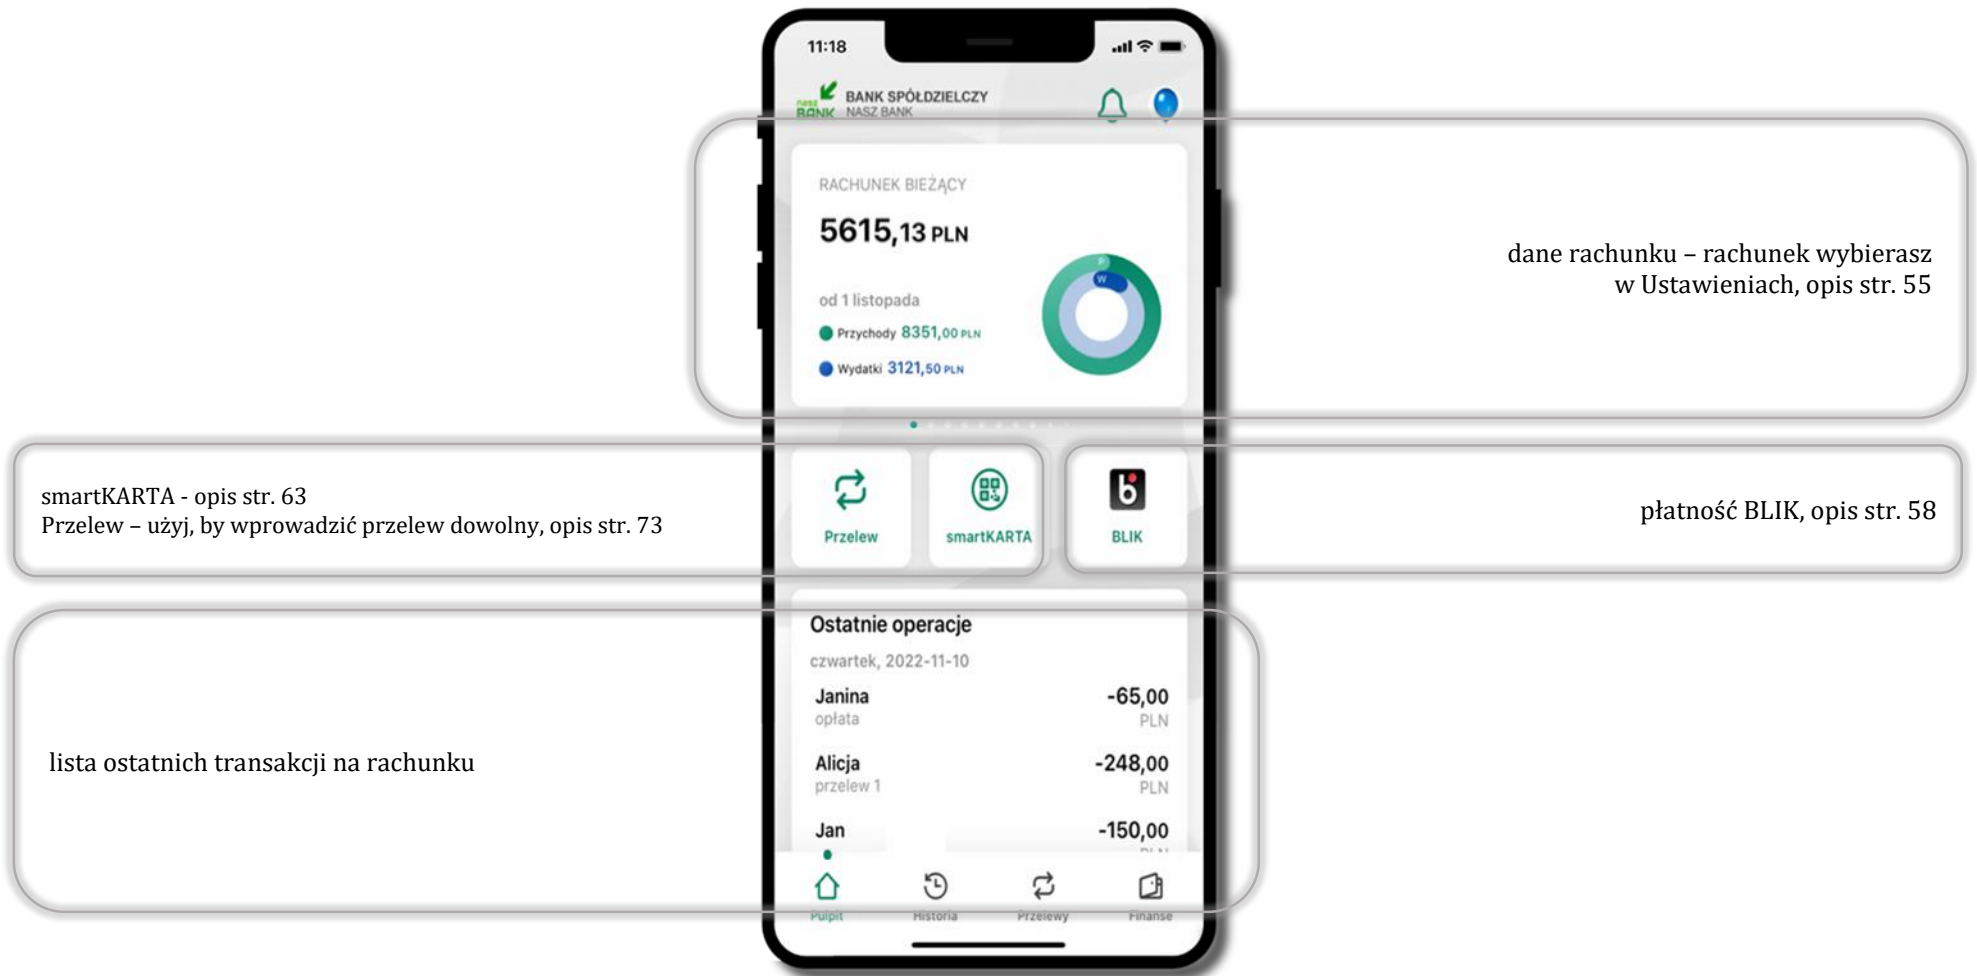 11:18
nasz BANK
BANK SPÓŁDZIELCZY
NASZ BANK
RACHUNEK BIEŻĄCY
5615,13 PLN
od 1 listopada
Przychody 8351,00 PLN
Wydatki 3121,50 PLN
P
W
dane rachunku – rachunek wybierasz
w Ustawieniach, opis str. 55
smartKARTA - opis str. 63
Przelew – użyj, by wprowadzić przelew dowolny, opis str. 73
Przelew
smartKARTA
BLIK
płatność BLIK, opis str. 58
Ostatnie operacje
czwartek, 2022-11-10
Janina -65,00
opłata PLN
Alicja -248,00
przelew 1 PLN
Jan -150,00
PLN
lista ostatnich transakcji na rachunku
Pulpit Historia Przelewy Finanse